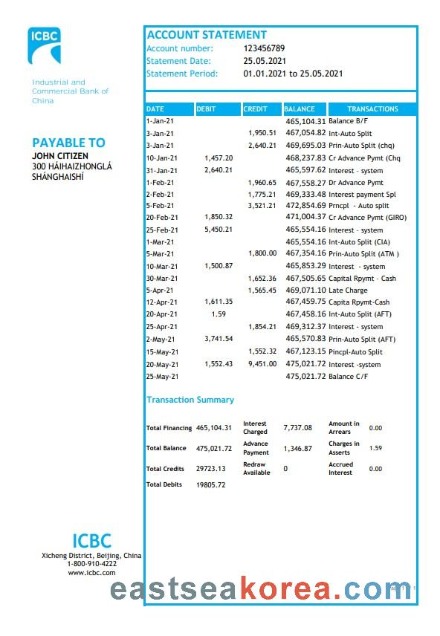 ICBC
Industrial and
Commercial Bank of
China
PAYABLE TO
JOHN CITIZEN
300 HĂIHAIZHONGLÁ
SHÀNGHAISHÍ
ACCOUNT STATEMENT
Account number: 123456789
Statement Date: 25.05.2021
Statement Period: 01.01.2021 to 25.05.2021
DATE DEBIT CREDIT BALANCE TRANSACTIONS
1-Jan-21 465,104.31 Balance B/F
3-Jan-21 1,950.51 467,054.82 Int-Auto Split
3-Jan-21 2,640.21 469,695.03 Prin-Auto Split (chq)
10-Jan-21 1,457.20 468,237.83 Cr Advance Pymt (Chq
31-Jan-21 2,640.21 465,597.62 Interest - system
1-Feb-21 1,960.65 467,558.27 Dr Advance Pymt
2-Feb-21 1,775.21 469,333.48 Interest payment Spl
5-Feb-21 3,521.21 472,854.69 Prncpl - Auto split
20-Feb-21 1,850.32 471,004.37 Cr Advance Pymt (GIRO)
25-Feb-21 5,450.21 465,554.16 Interest - system
1-Mar-21 465,554.16 Int-Auto Split (CIA)
5-Mar-21 1,800.00 467,354.16 Prin-Auto Split (ATM )
10-Mar-21 1,500.87 465,853.29 Interest - system
30-Mar-21 1,652.36 467,505.65 Capital Rpymt - Cash
5-Apr-21 1,565.45 469,071.10 Late Charge
12-Apr-21 1,611.35 467,459.75 Capita Rpymt-Cash
20-Apr-21 1.59 467,458.16 Int-Auto Split (AFT)
25-Apr-21 1,854.21 469,312.37 Interest - system
2-May-21 3,741.54 465,570.83 Prin-Auto Split (AFT)
15-May-21 1,552.32 467,123.15 Pincpl-Auto Split
20-May-21 1,552.43 9,451.00 475,021.72 Interest -system
25-May-21 475,021.72 Balance C/F
Transaction Summary
Total Financing 465,104.31 Interest Charged 7,737.08 Amount in Arrears 0.00
Total Balance 475,021.72 Advance Payment 1,346.87 Charges in Asserts 1.59
Total Credits 29723.13 Redraw Available 0 Accrued Interest 0.00
Total Debits 19805.72
ICBC
Xicheng District, Beijing, China
1-800-910-4222
www.icbc.com
eastseakorea.com